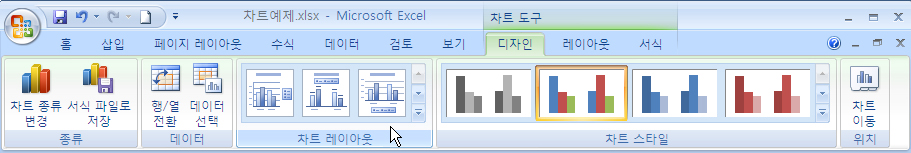 차트예제.xlsx - Microsoft Excel
차트 도구
홈 삽입 페이지 레이아웃 수식 데이터 검토 보기 디자인 레이아웃 서식
차트 종류
변경
서식 파일로
저장
종류
행/열
전환
데이터
선택
데이터
차트 레이아웃
차트 스타일
차트
이동
위치